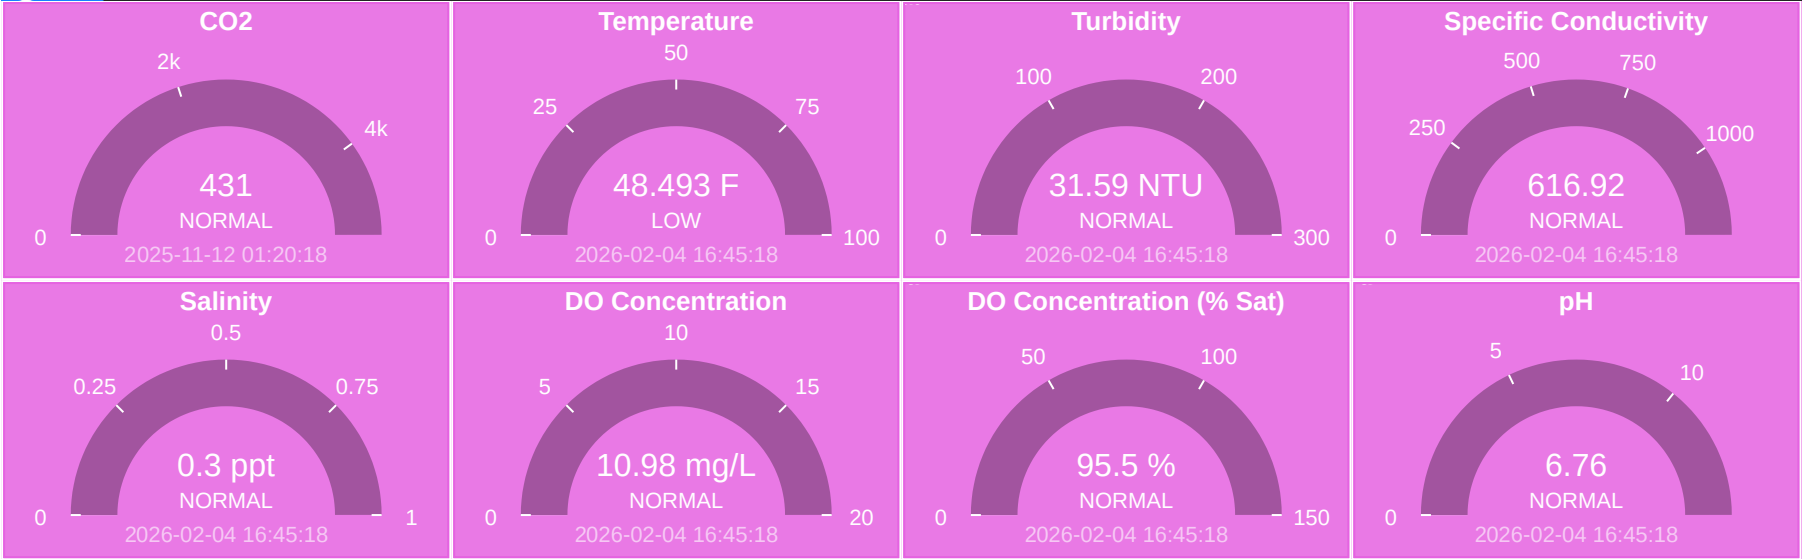 CO2
2k
4k
0
431
NORMAL
2025-11-12 01:20:18
Temperature
50
25
75
0
100
48.493 F
LOW
2026-02-04 16:45:18
Turbidity
100
200
0
300
31.59 NTU
NORMAL
2026-02-04 16:45:18
Specific Conductivity
500
750
250
1000
0
616.92
NORMAL
2026-02-04 16:45:18
Salinity
0.5
0.25
0.75
0
1
0.3 ppt
NORMAL
2026-02-04 16:45:18
DO Concentration
10
5
15
0
20
10.98 mg/L
NORMAL
2026-02-04 16:45:18
DO Concentration (% Sat)
50
100
0
150
95.5 %
NORMAL
2026-02-04 16:45:18
pH
5
10
0
6.76
NORMAL
2026-02-04 16:45:18